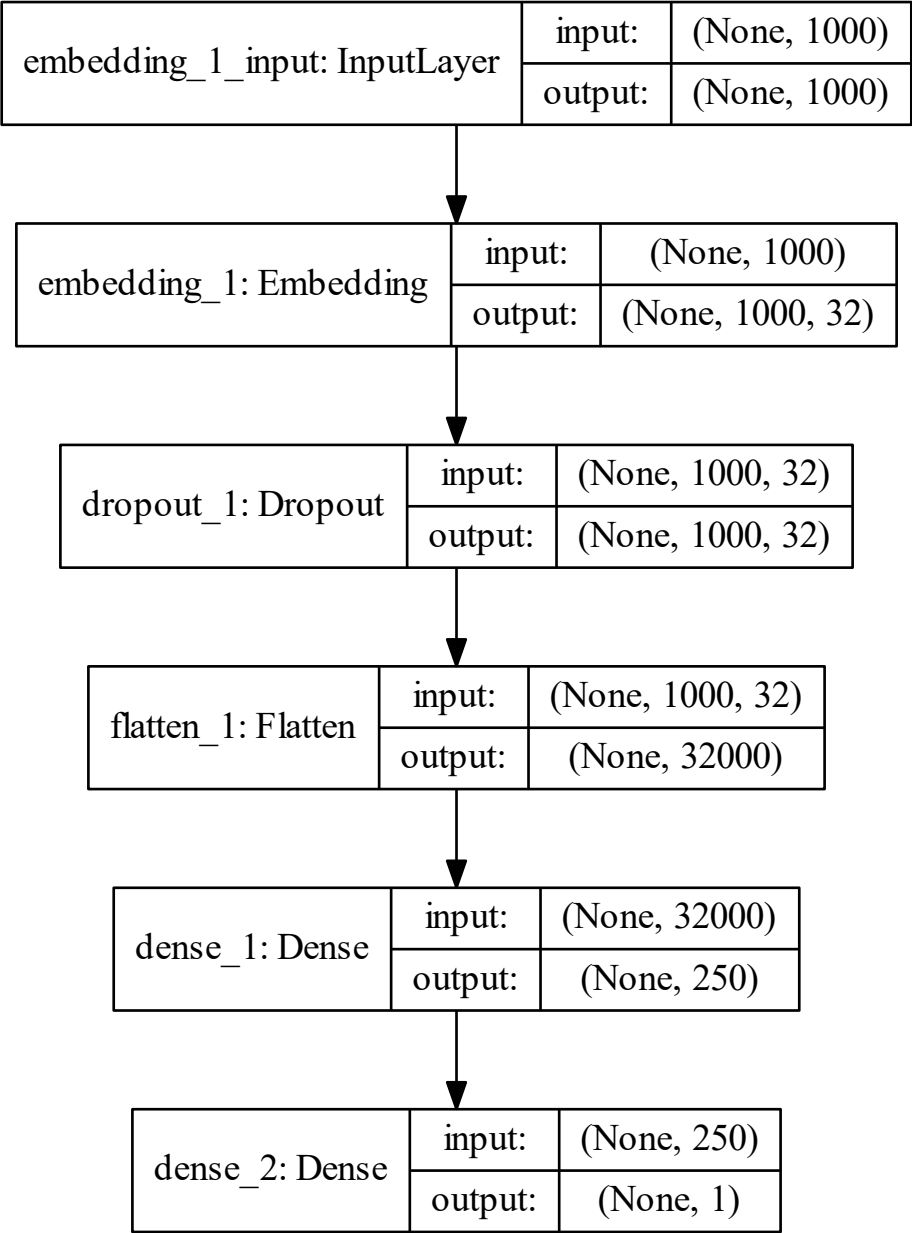 embedding_1_input: InputLayer
input: (None, 1000)
output: (None, 1000)
embedding_1: Embedding
input: (None, 1000)
output: (None, 1000, 32)
dropout_1: Dropout
input: (None, 1000, 32)
output: (None, 1000, 32)
flatten_1: Flatten
input: (None, 1000, 32)
output: (None, 32000)
dense_1: Dense
input: (None, 32000)
output: (None, 250)
dense_2: Dense
input: (None, 250)
output: (None, 1)